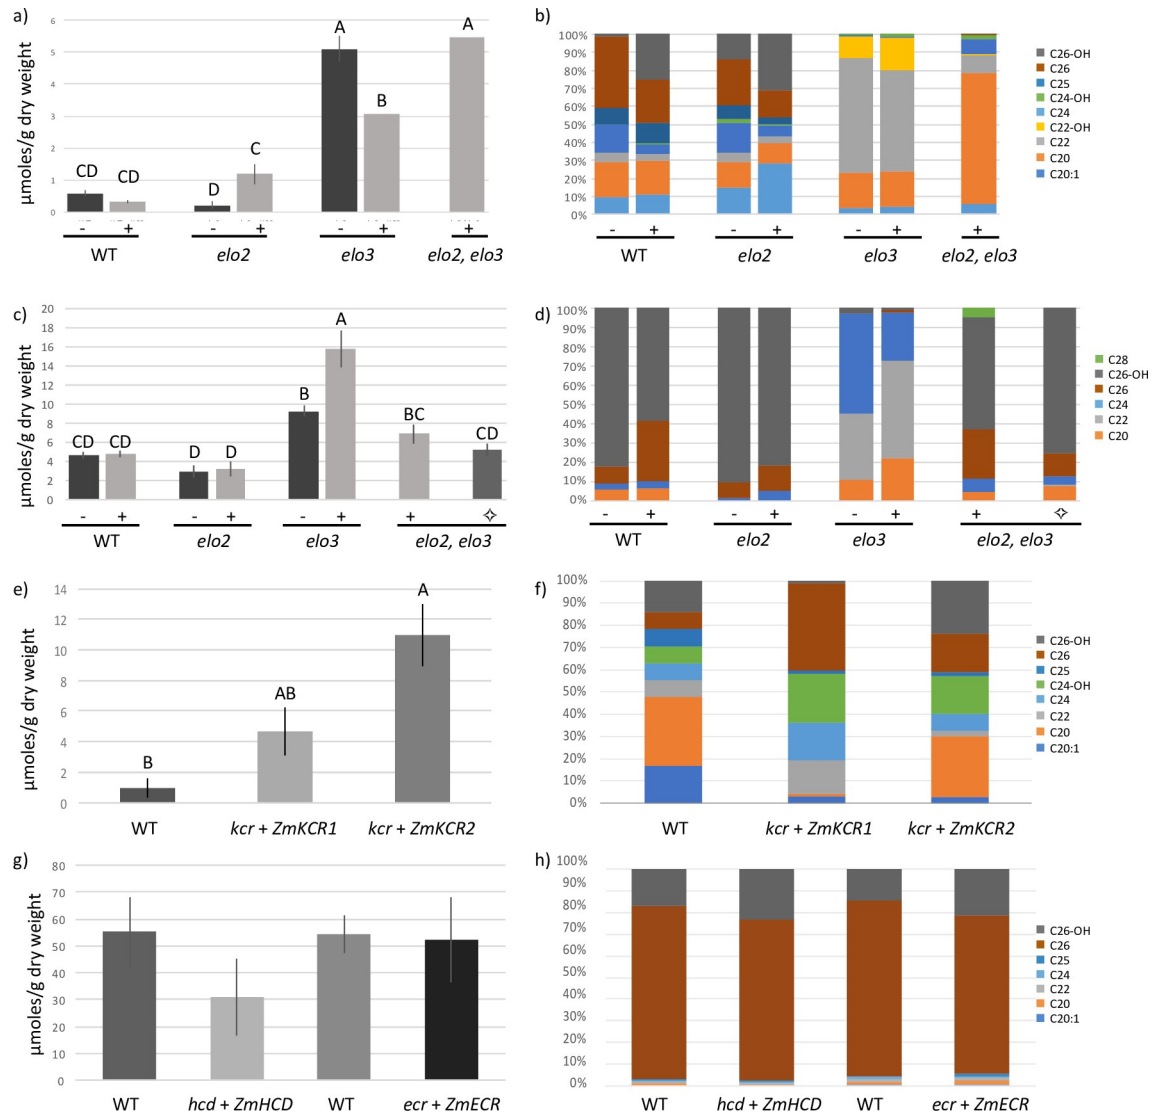 a)
μmoles/g dry weight
6
5
4
3
2
1
0
CD
CD
D
C
A
B
A
- + - + - + +
WT elo2 elo3 elo2, elo3
b)
100%
90%
80%
70%
60%
50%
40%
30%
20%
10%
0%
- + - + - + +
WT elo2 elo3 elo2, elo3
C26-OH
C26
C25
C24-OH
C24
C22-OH
C22
C20
C20:1
c)
μmoles/g dry weight
20
18
16
14
12
10
8
6
4
2
0
CD CD D D B A BC CD
- + - + - + + ✧
WT elo2 elo3 elo2, elo3
d)
100%
90%
80%
70%
60%
50%
40%
30%
20%
10%
0%
- + - + - + + ✧
WT elo2 elo3 elo2, elo3
C28
C26-OH
C26
C24
C22
C20
e)
μmoles/g dry weight
14
12
10
8
6
4
2
0
B AB A
WT kcr + ZmKCR1 kcr + ZmKCR2
f)
100%
90%
80%
70%
60%
50%
40%
30%
20%
10%
0%
WT kcr + ZmKCR1 kcr + ZmKCR2
C26-OH
C26
C25
C24-OH
C24
C22
C20
C20:1
g)
μmoles/g dry weight
80
70
60
50
40
30
20
10
0
WT hcd + ZmHCD WT ecr + ZmECR
h)
100%
90%
80%
70%
60%
50%
40%
30%
20%
10%
0%
WT hcd + ZmHCD WT ecr + ZmECR
C26-OH
C26
C25
C24
C22
C20
C20:1